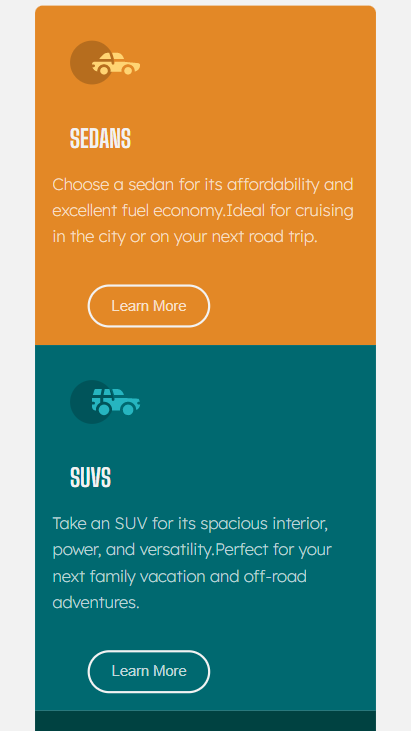 SEDANS
Choose a sedan for its affordability and
excellent fuel economy.Ideal for cruising
in the city or on your next road trip.
Learn More
SUVS
Take an SUV for its spacious interior,
power, and versatility.Perfect for your
next family vacation and off-road
adventures.
Learn More